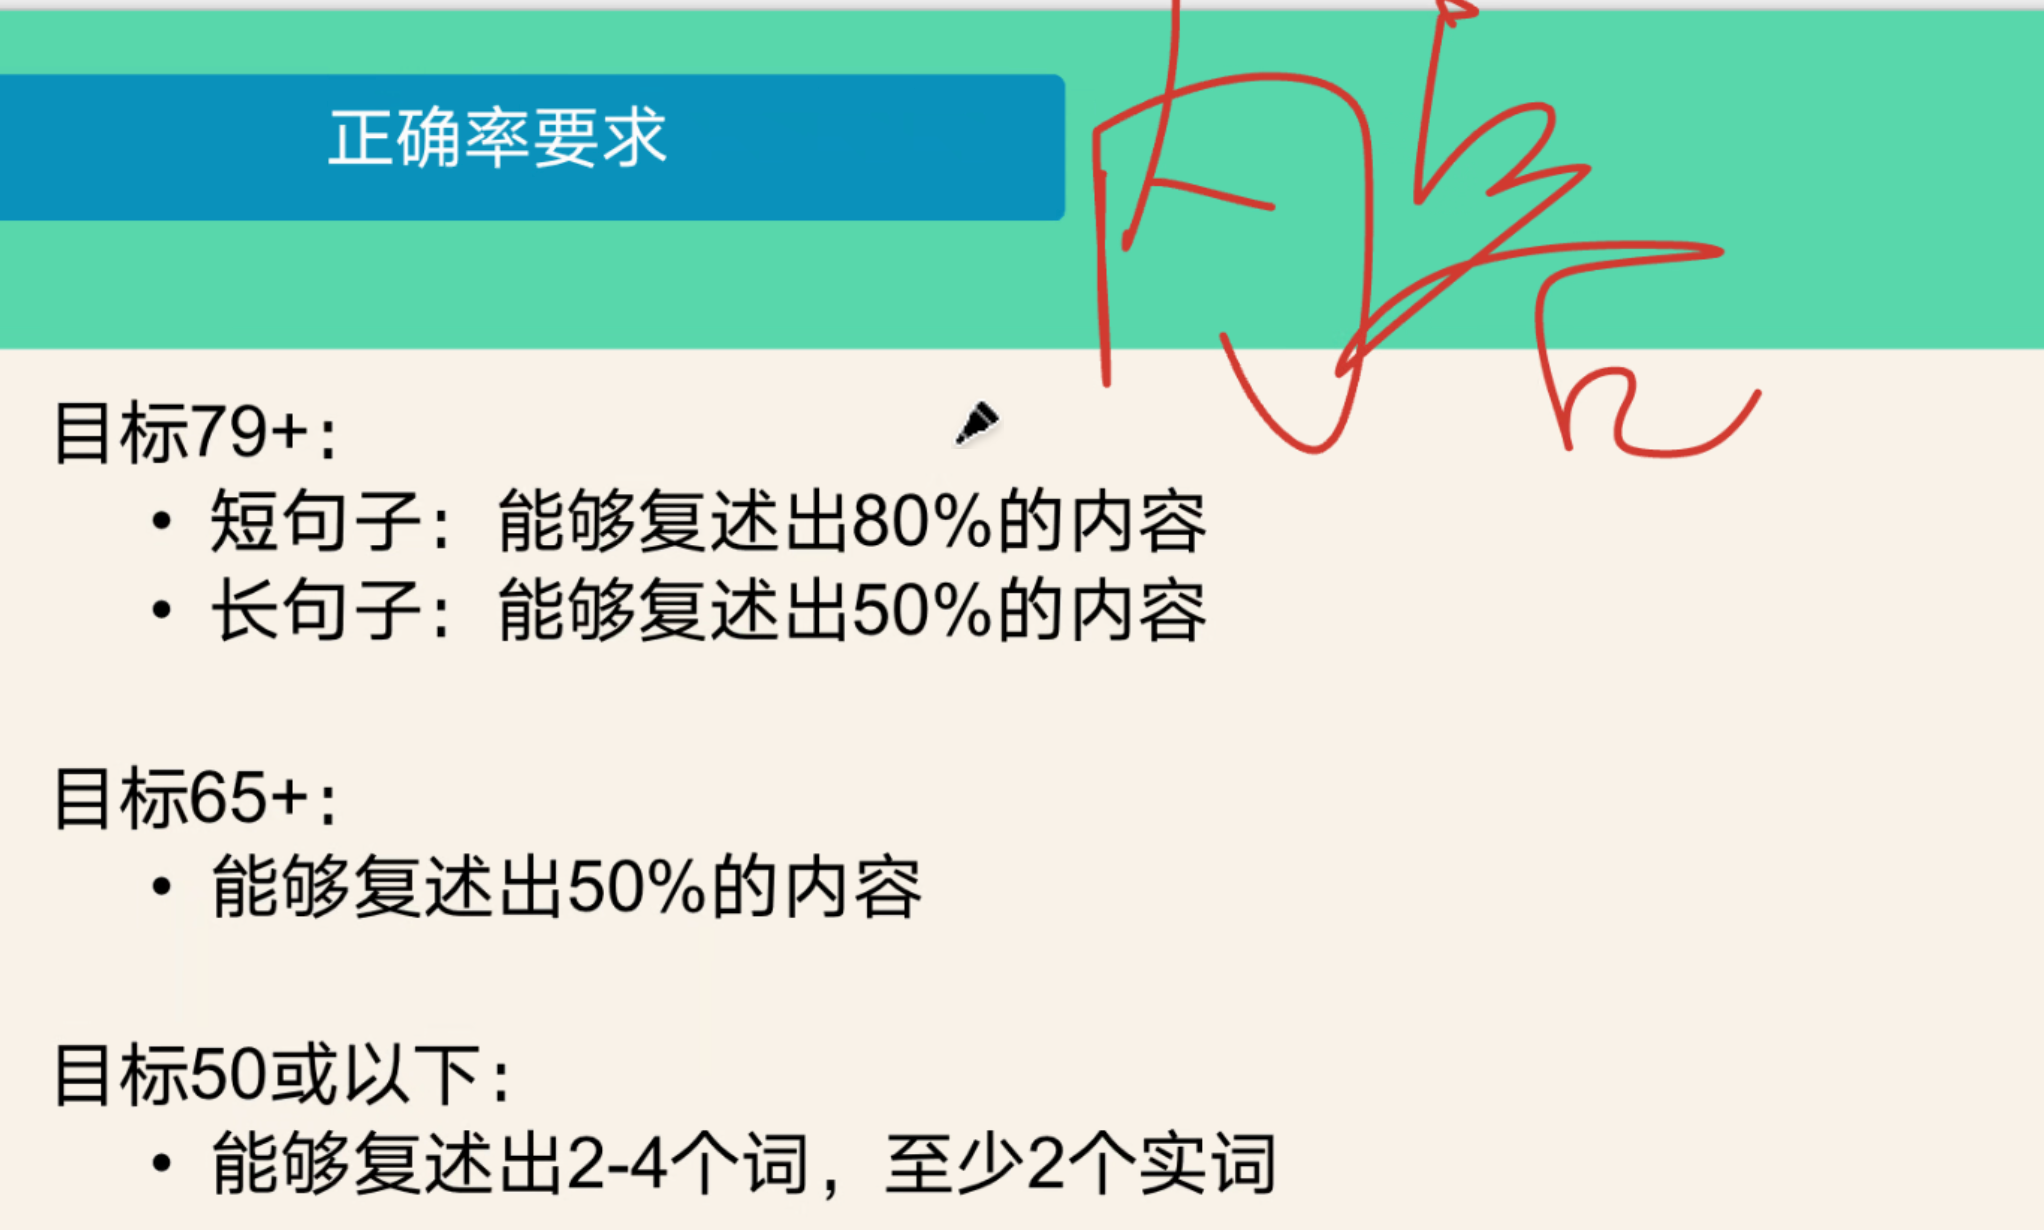 正确率要求
目标79+:
• 短句子：能够复述出80%的内容
• 长句子：能够复述出50%的内容
目标65+:
• 能够复述出50%的内容
目标50或以下:
• 能够复述出2-4个词，至少2个实词